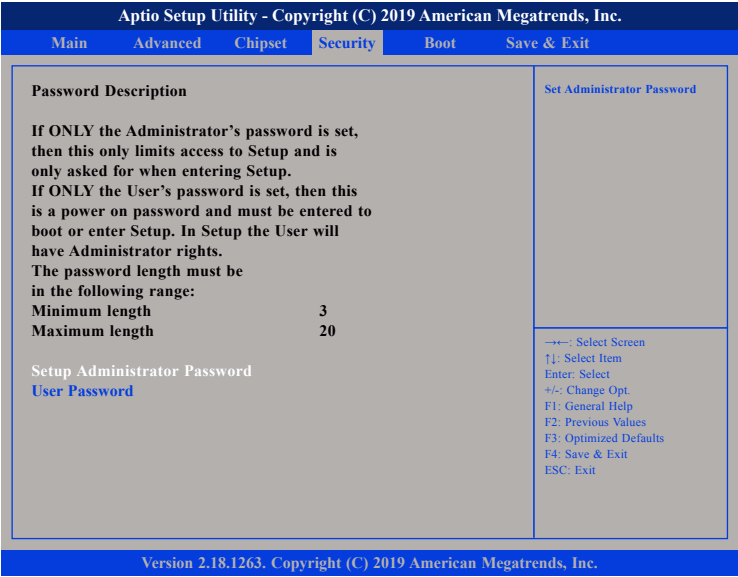 Aptio Setup Utility - Copyright (C) 2019 American Megatrends, Inc.
Main Advanced Chipset Security Boot Save & Exit
Password Description
If ONLY the Administrator's password is set,
then this only limits access to Setup and is
only asked for when entering Setup.
If ONLY the User's password is set, then this
is a power on password and must be entered to
boot or enter Setup. In Setup the User will
have Administrator rights.
The password length must be
in the following range:
Minimum length 3
Maximum length 20
Setup Administrator Password
User Password
Set Administrator Password
→←: Select Screen
↑↓: Select Item
Enter: Select
+/-: Change Opt.
F1: General Help
F2: Previous Values
F3: Optimized Defaults
F4: Save & Exit
ESC: Exit
Version 2.18.1263. Copyright (C) 2019 American Megatrends, Inc.